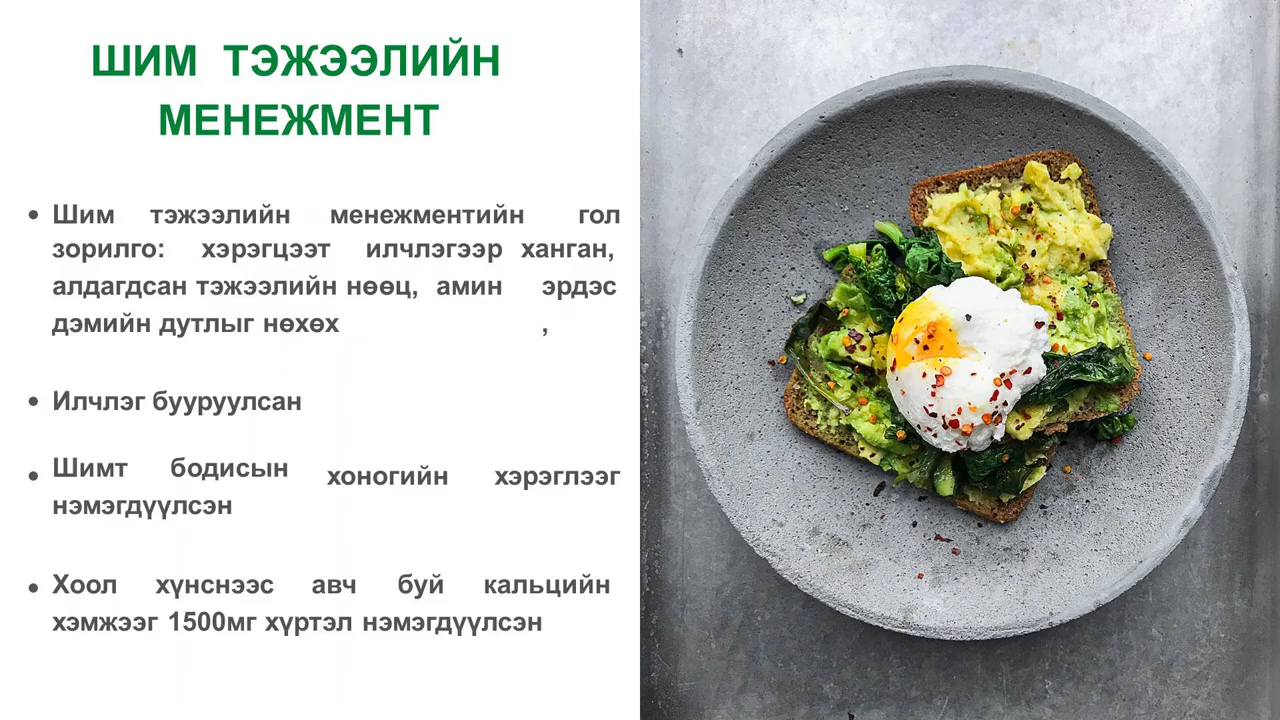 ШИМ ТЭЖЭЭЛИЙН
МЕНЕЖМЕНТ
• Шим тэжээлийн менежментийн гол
зорилго: хэрэгцээт илчлэгээр ханган,
алдагдсан тэжээлийн нөөц, амин эрдэс
дэмийн дутлыг нөхөх ,
• Илчлэг бууруулсан
• Шимт бодисын хоногийн хэрэглээг
нэмэгдүүлсэн
• Хоол хүнснээс авч буй кальцийн
хэмжээг 1500мг хүртэл нэмэгдүүлсэн